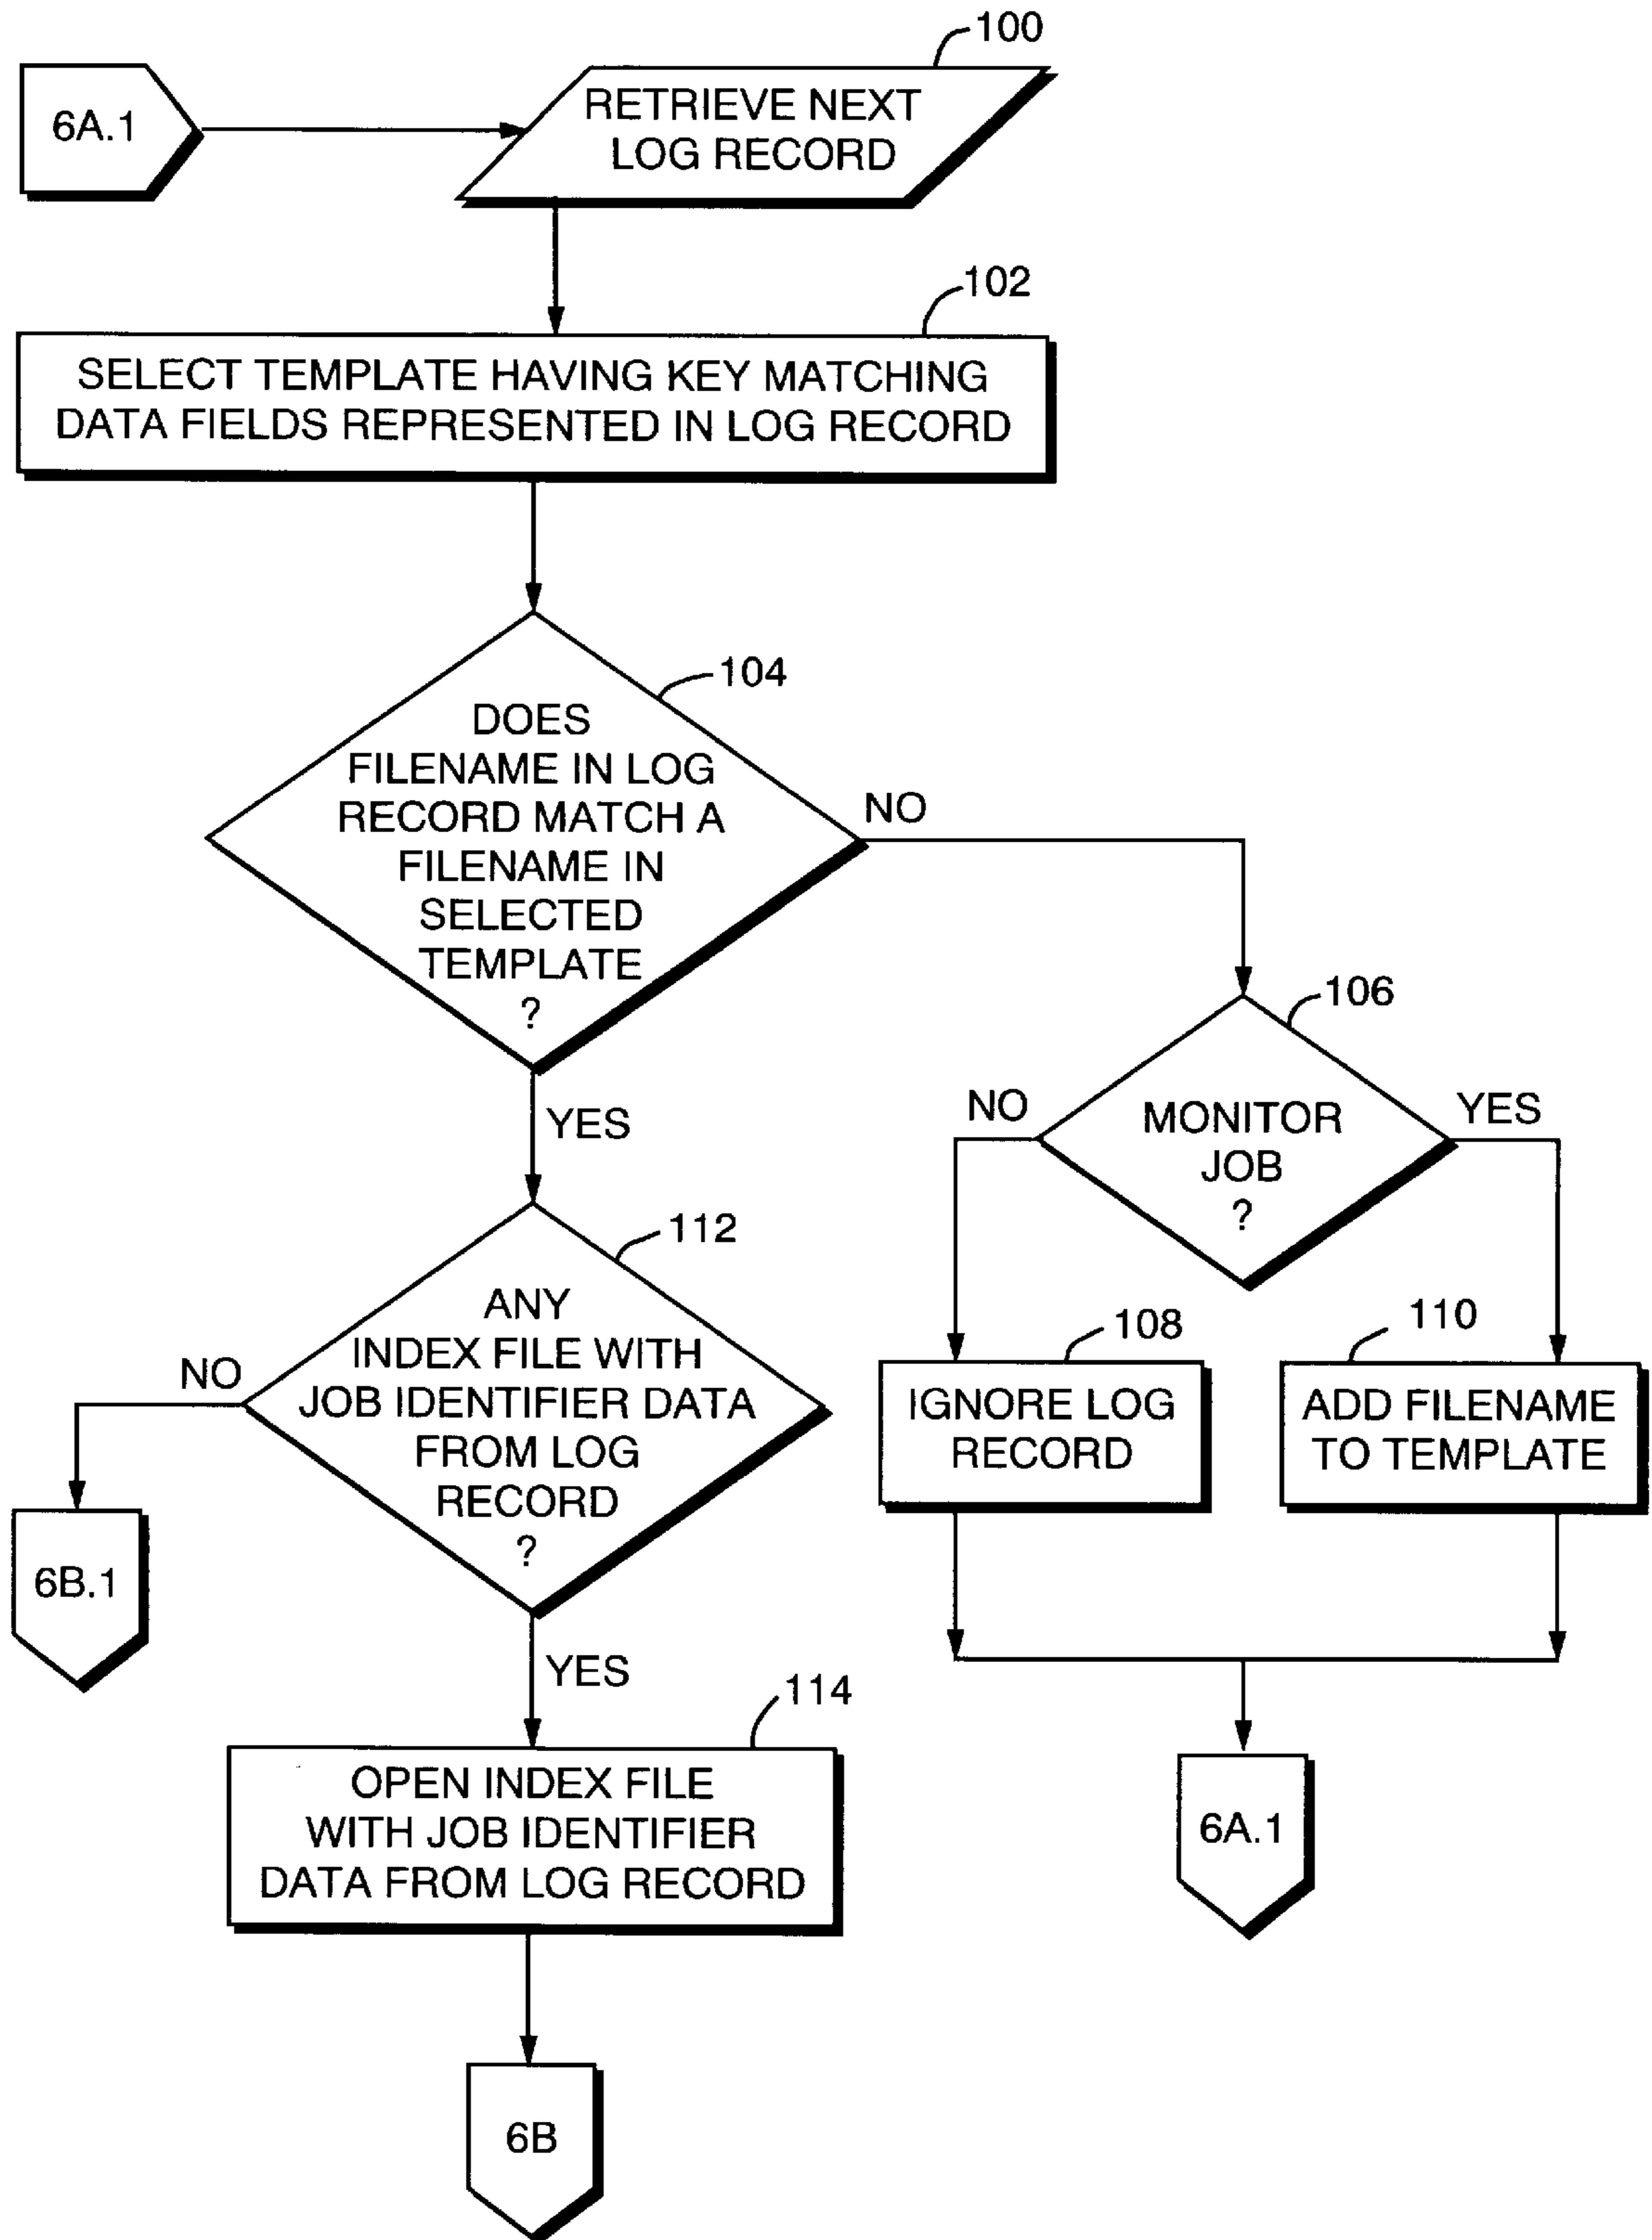 100
6A.1
RETRIEVE NEXT
LOG RECORD
102
SELECT TEMPLATE HAVING KEY MATCHING
DATA FIELDS REPRESENTED IN LOG RECORD
104
DOES
FILENAME IN LOG
RECORD MATCH A
FILENAME IN
SELECTED
TEMPLATE
?
NO
YES
106
MONITOR
JOB
?
NO
YES
108
IGNORE LOG
RECORD
110
ADD FILENAME
TO TEMPLATE
6A.1
112
ANY
INDEX FILE WITH
JOB IDENTIFIER DATA
FROM LOG
RECORD
?
NO
6B.1
YES
114
OPEN INDEX FILE
WITH JOB IDENTIFIER
DATA FROM LOG RECORD
6B